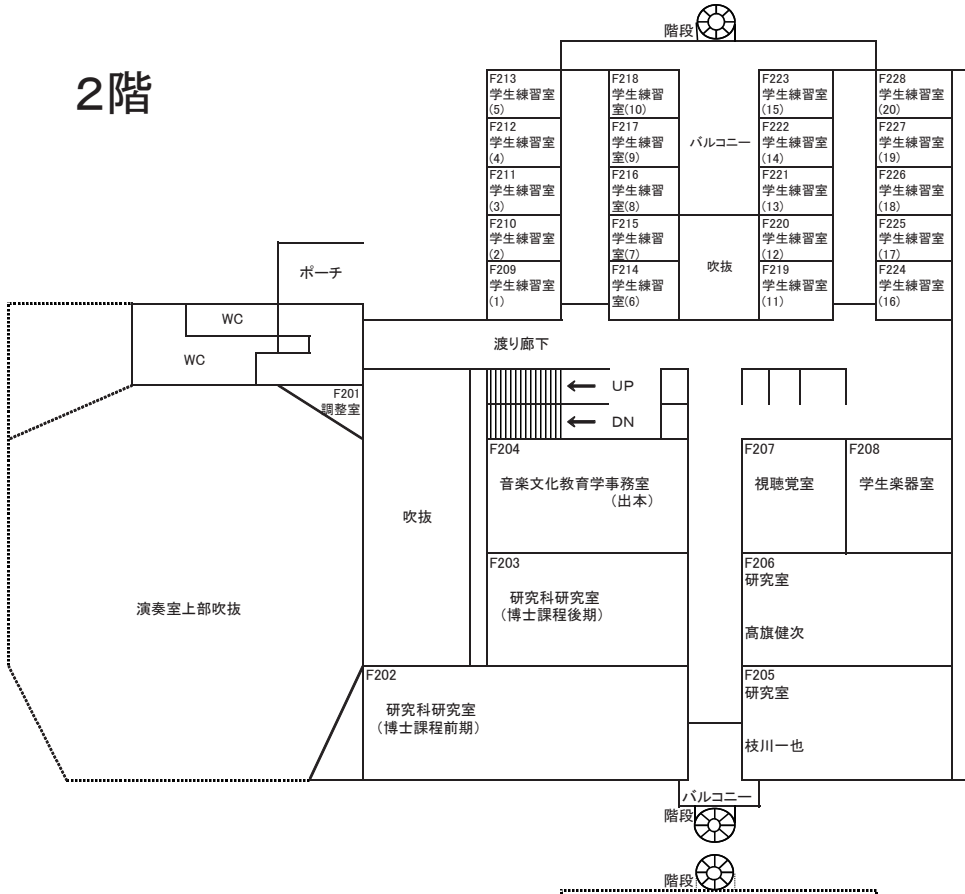 階段
2階
F213
学生練習室
(5)
F218
学生練習
室(10)
F223
学生練習室
(15)
F228
学生練習室
(20)
F212
学生練習室
(4)
F217
学生練習
室(9)
バルコニー
F222
学生練習室
(14)
F227
学生練習室
(19)
F211
学生練習室
(3)
F216
学生練習
室(8)
F221
学生練習室
(13)
F226
学生練習室
(18)
F210
学生練習室
(2)
F215
学生練習
室(7)
F220
学生練習室
(12)
F225
学生練習室
(17)
ポーチ
吹抜
F209
学生練習室
(1)
F214
学生練習
室(6)
F219
学生練習室
(11)
F224
学生練習室
(16)
WC
WC
渡り廊下
F201
調整室
UP
DN
F204
音楽文化教育学事務室
(出本)
F207
視聴覚室
F208
学生楽器室
吹抜
F203
研究科研究室
(博士課程後期)
F206
研究室
髙旗健次
演奏室上部吹抜
F202
研究科研究室
(博士課程前期)
F205
研究室
枝川一也
バルコニー
階段
階段